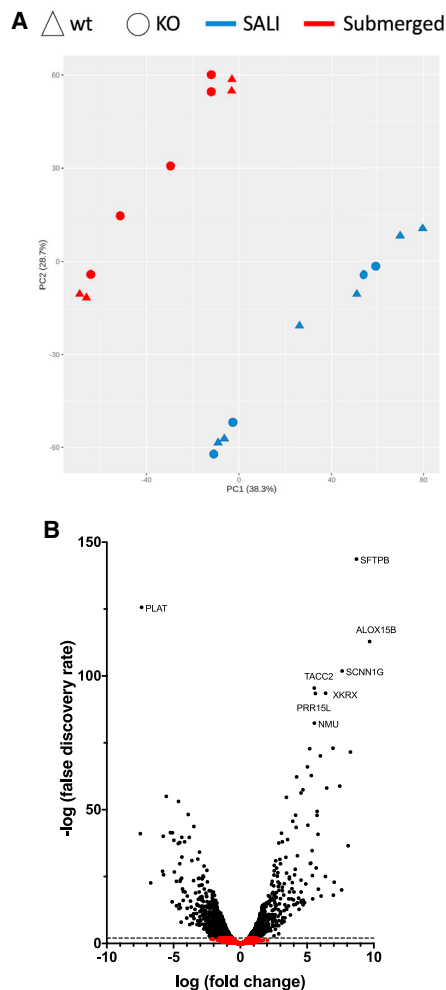 A wt KO SALI Submerged
60
30
0
-30
-60
PC2 (28.7%)
-40 0 40 80
PC1 (38.3%)
B
150
100
50
0
-log (false discovery rate)
SFTPB
PLAT
ALOX15B
SCNN1G
TACC2
XKRX
PRR15L
NMU
-10 -5 0 5 10
log (fold change)